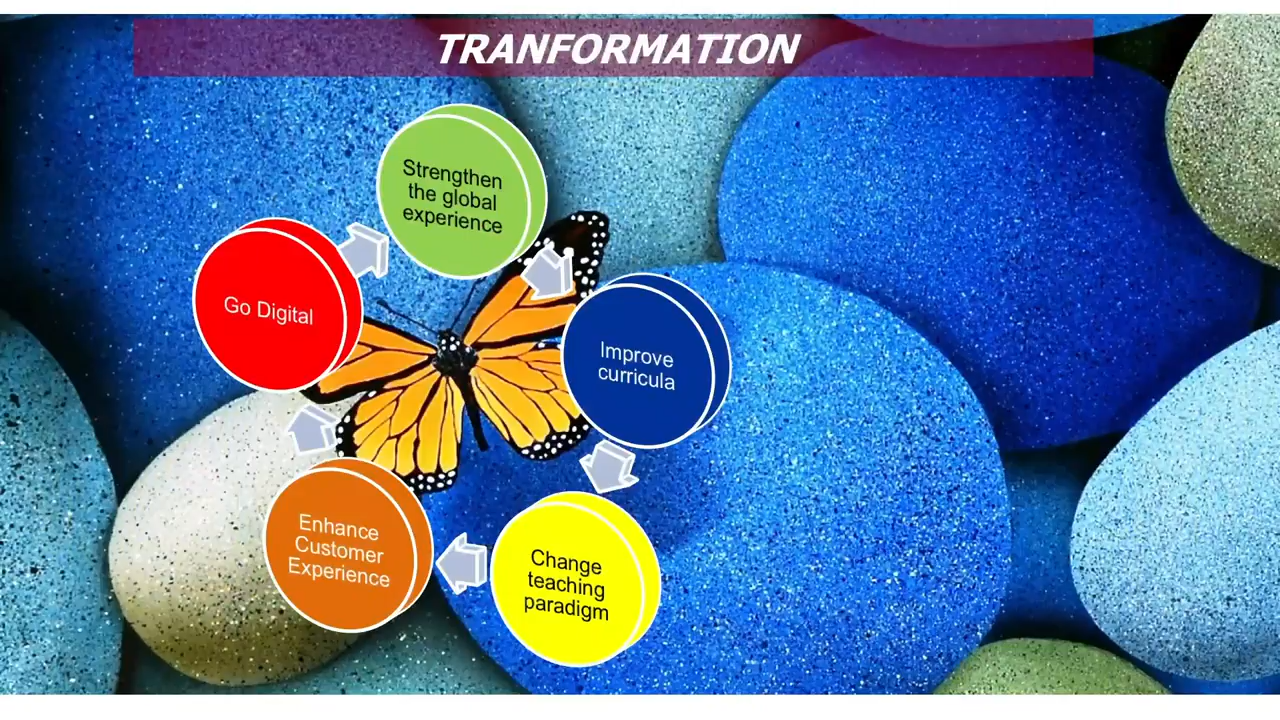 TRANFORMATION
Strengthen
the global
experience
Go Digital
Improve
curricula
Change
teaching
paradigm
Enhance
Customer
Experience